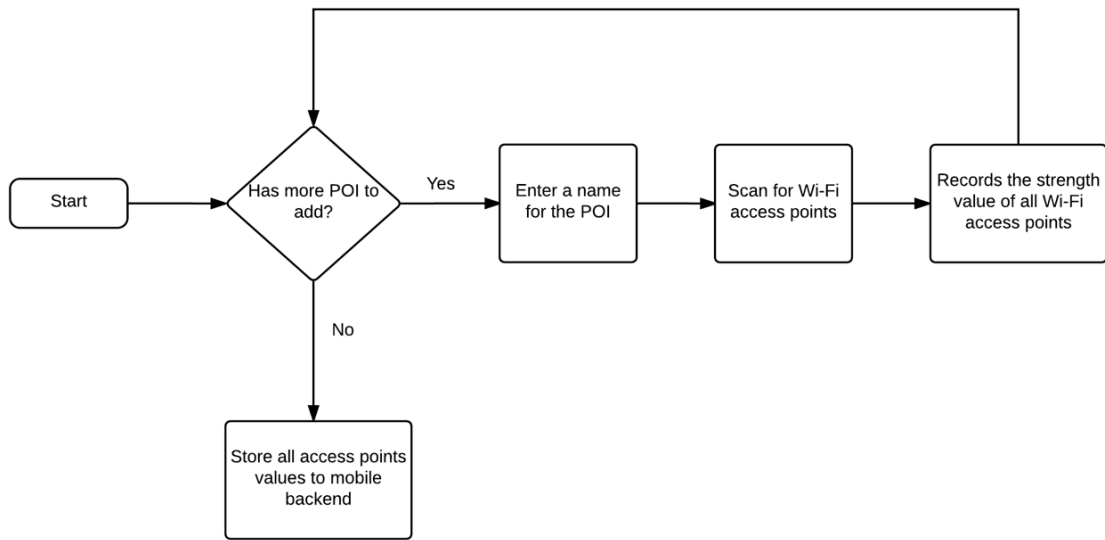 Start
Has more POI to
add?
Yes
Enter a name
for the POI
Scan for Wi-Fi
access points
Records the strength
value of all Wi-Fi
access points
No
Store all access points
values to mobile
backend